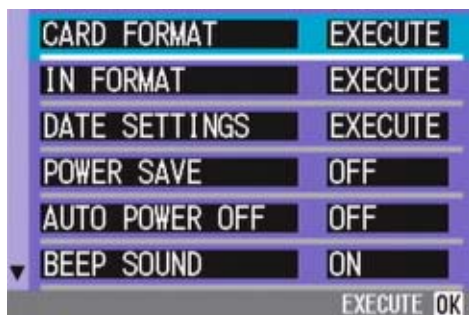 CARD FORMAT EXECUTE
IN FORMAT EXECUTE
DATE SETTINGS EXECUTE
POWER SAVE OFF
AUTO POWER OFF OFF
BEEP SOUND ON
EXECUTE OK